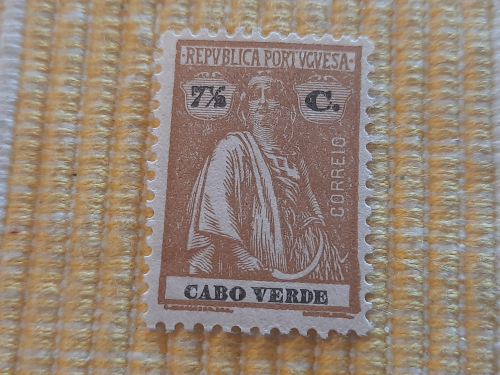 ·REPVBLICA PORTVGVESA·
7½ C.
CORREIO
CABO VERDE